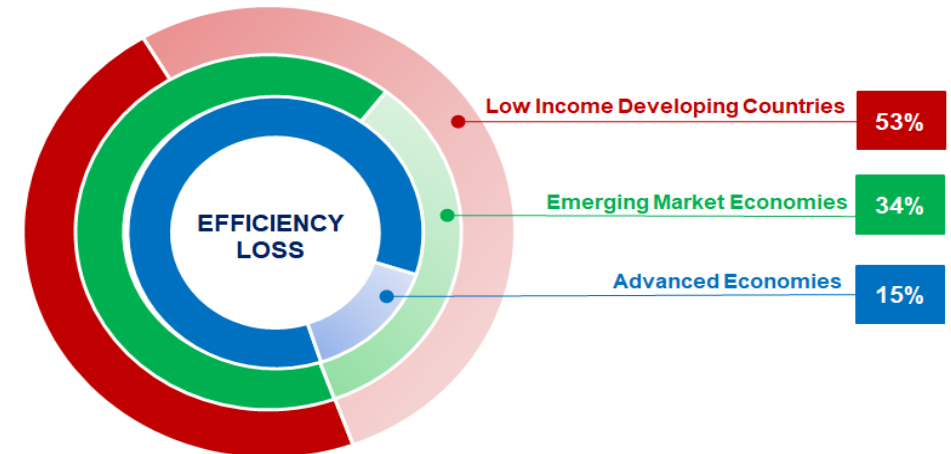 Low Income Developing Countries
53%
EFFICIENCY
LOSS
Emerging Market Economies
34%
Advanced Economies
15%